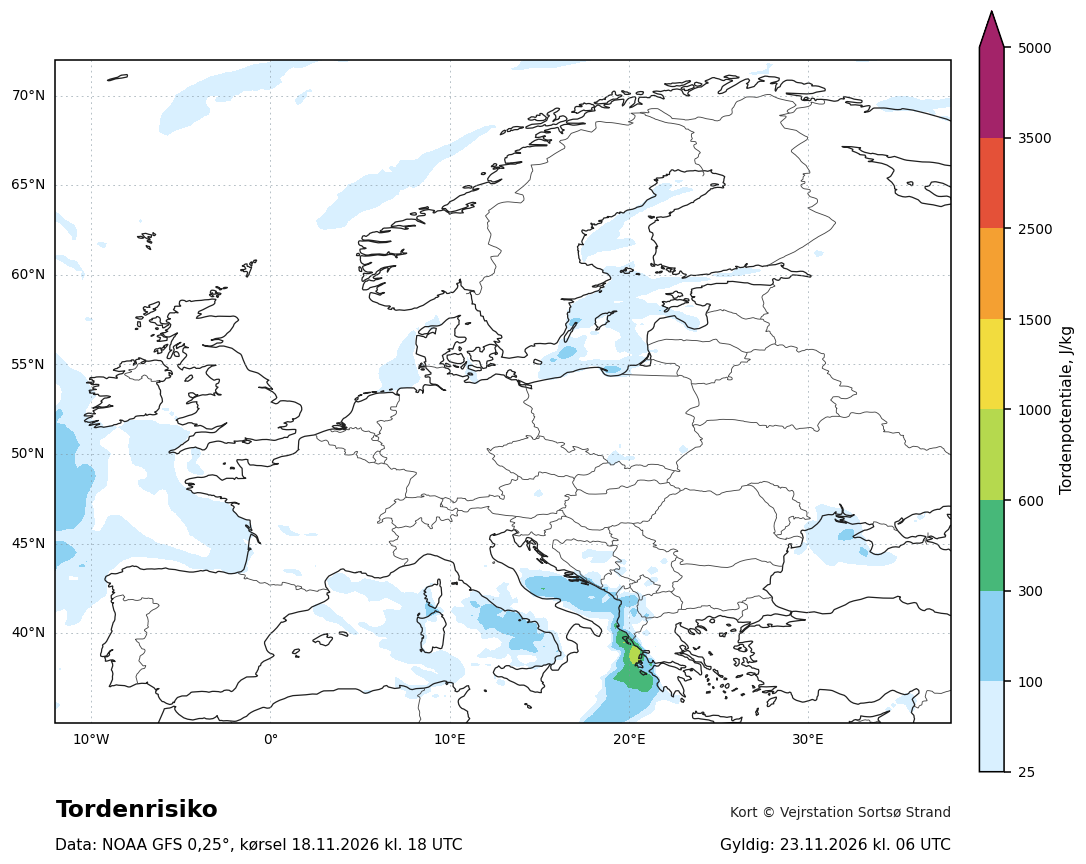 70°N
65°N
60°N
55°N
50°N
45°N
40°N
10°W
0°
10°E
20°E
30°E
5000
3500
2500
1500
1000
600
300
100
25
Tordenpotentiale, J/kg
Tordenrisiko
Kort © Vejrstation Sortsø Strand
Data: NOAA GFS 0,25°, kørsel 18.11.2026 kl. 18 UTC
Gyldig: 23.11.2026 kl. 06 UTC